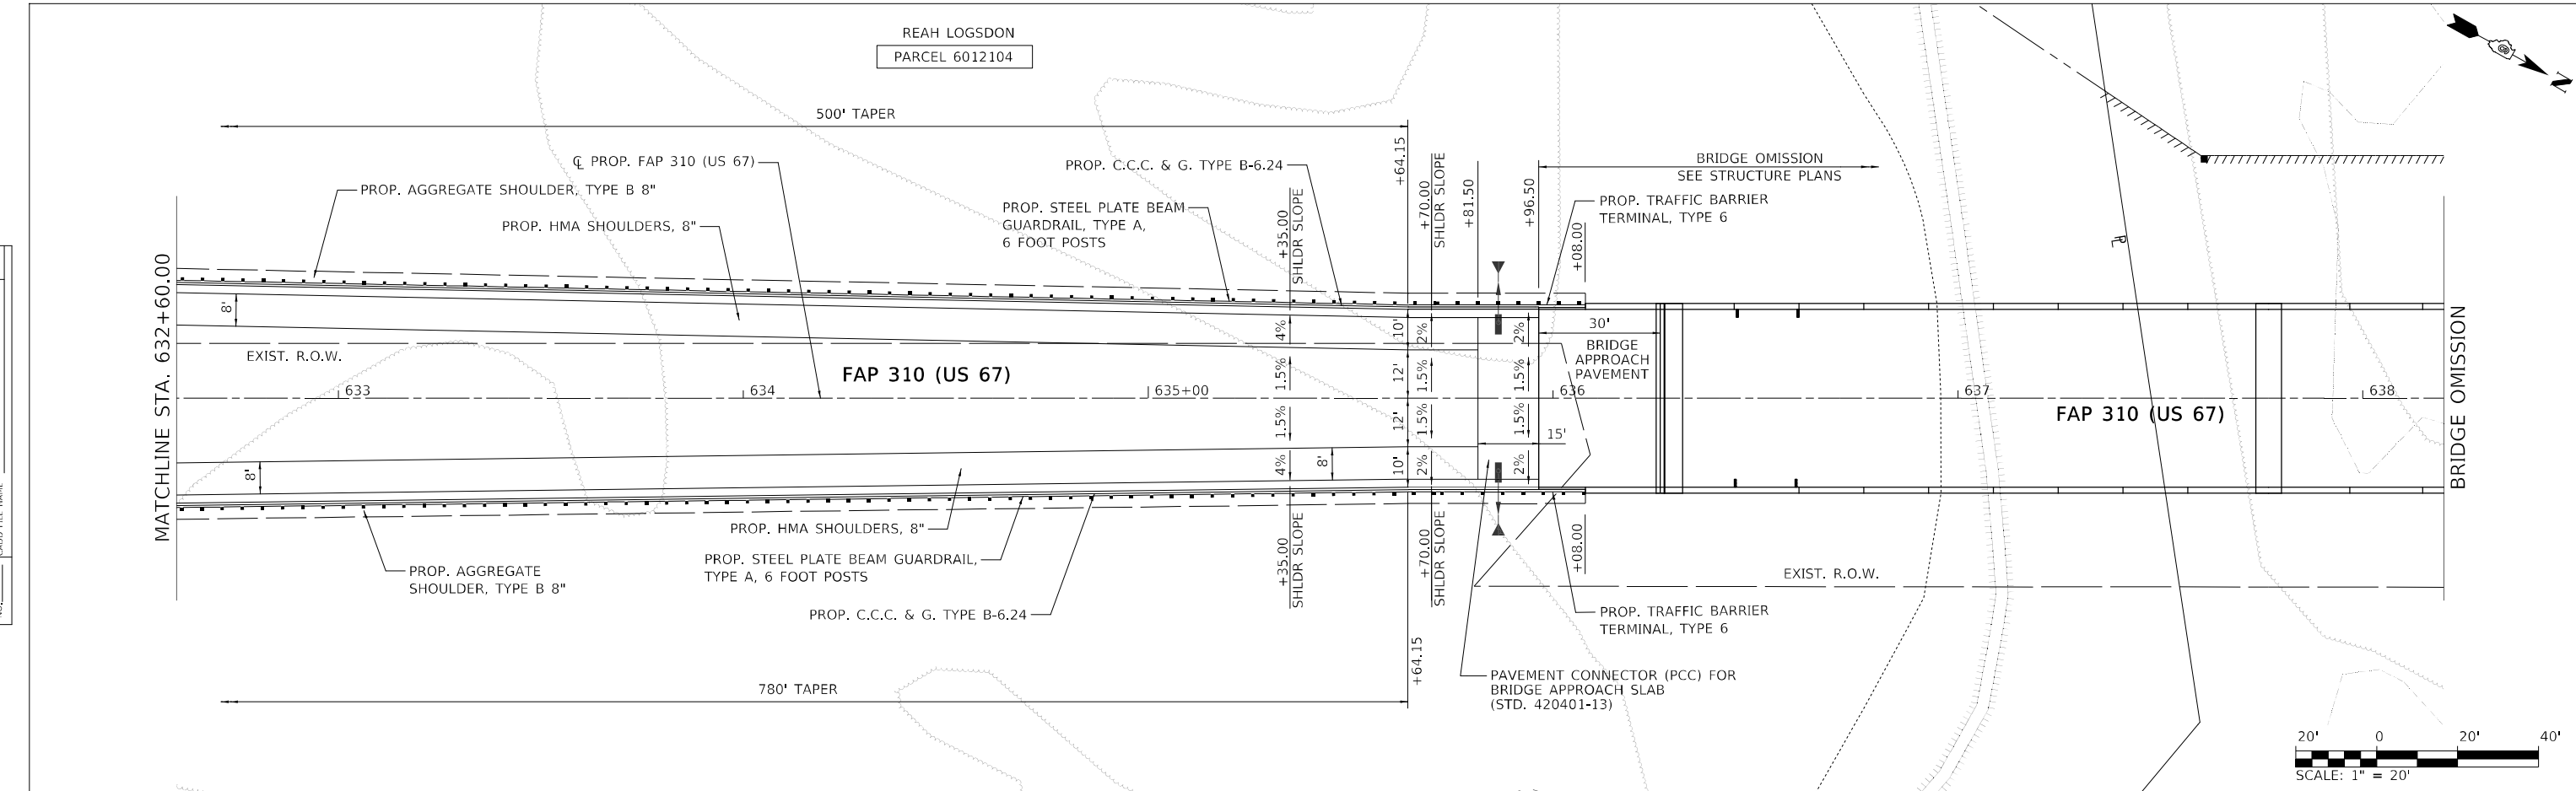 REAH LOGSDON
PARCEL 6012104
N
500' TAPER
℄ PROP. FAP 310 (US 67)
PROP. AGGREGATE SHOULDER, TYPE B 8"
PROP. HMA SHOULDERS, 8"
PROP. C.C.C. & G. TYPE B-6.24
PROP. STEEL PLATE BEAM
GUARDRAIL, TYPE A,
6 FOOT POSTS
+35.00
SHLDR SLOPE
+64.15
+70.00
SHLDR SLOPE
+81.50
+96.50
+08.00
BRIDGE OMISSION
SEE STRUCTURE PLANS
PROP. TRAFFIC BARRIER
TERMINAL, TYPE 6
MATCHLINE STA. 632+60.00
8'
EXIST. R.O.W.
FAP 310 (US 67)
4%
10'
2%
2%
30'
BRIDGE
APPROACH
PAVEMENT
1.5%
12'
1.5%
1.5%
633
634
635+00
636
637
638
1.5%
12'
1.5%
1.5%
15'
FAP 310 (US 67)
PL
BRIDGE OMISSION
8'
4%
8'
10'
2%
2%
PROP. HMA SHOULDERS, 8"
PROP. STEEL PLATE BEAM GUARDRAIL,
TYPE A, 6 FOOT POSTS
PROP. AGGREGATE
SHOULDER, TYPE B 8"
PROP. C.C.C. & G. TYPE B-6.24
+35.00
SHLDR SLOPE
+64.15
+70.00
SHLDR SLOPE
+08.00
EXIST. R.O.W.
PROP. TRAFFIC BARRIER
TERMINAL, TYPE 6
PAVEMENT CONNECTOR (PCC) FOR
BRIDGE APPROACH SLAB
(STD. 420401-13)
780' TAPER
20' 0 20' 40'
SCALE: 1" = 20'